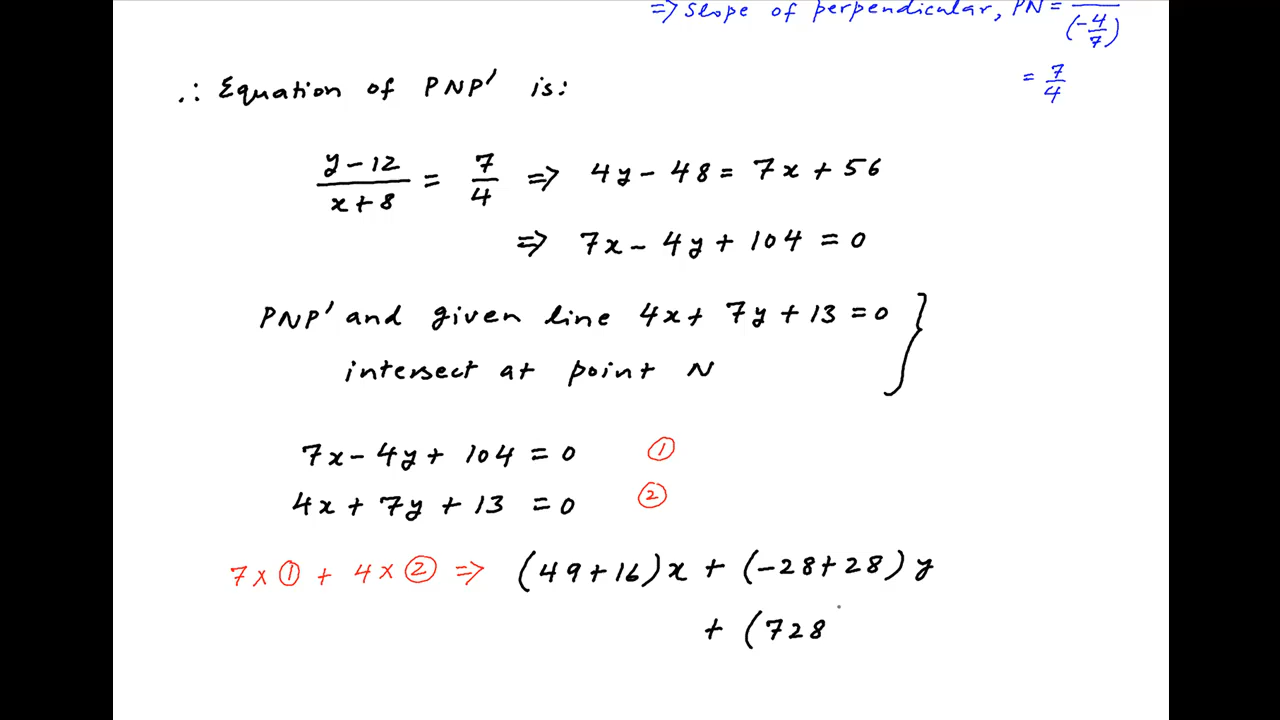 => Slope of perpendicular, PN = ─/(-4/7)
= 7/4
∴ Equation of PNP' is:
(y-12)/(x+8) = 7/4 => 4y - 48 = 7x + 56
=> 7x - 4y + 104 = 0
PNP' and given line 4x + 7y + 13 = 0 }
intersect at point N
7x - 4y + 104 = 0 ①
4x + 7y + 13 = 0 ②
7 × ① + 4 × ② => (49+16)x + (-28+28)y
+ (728